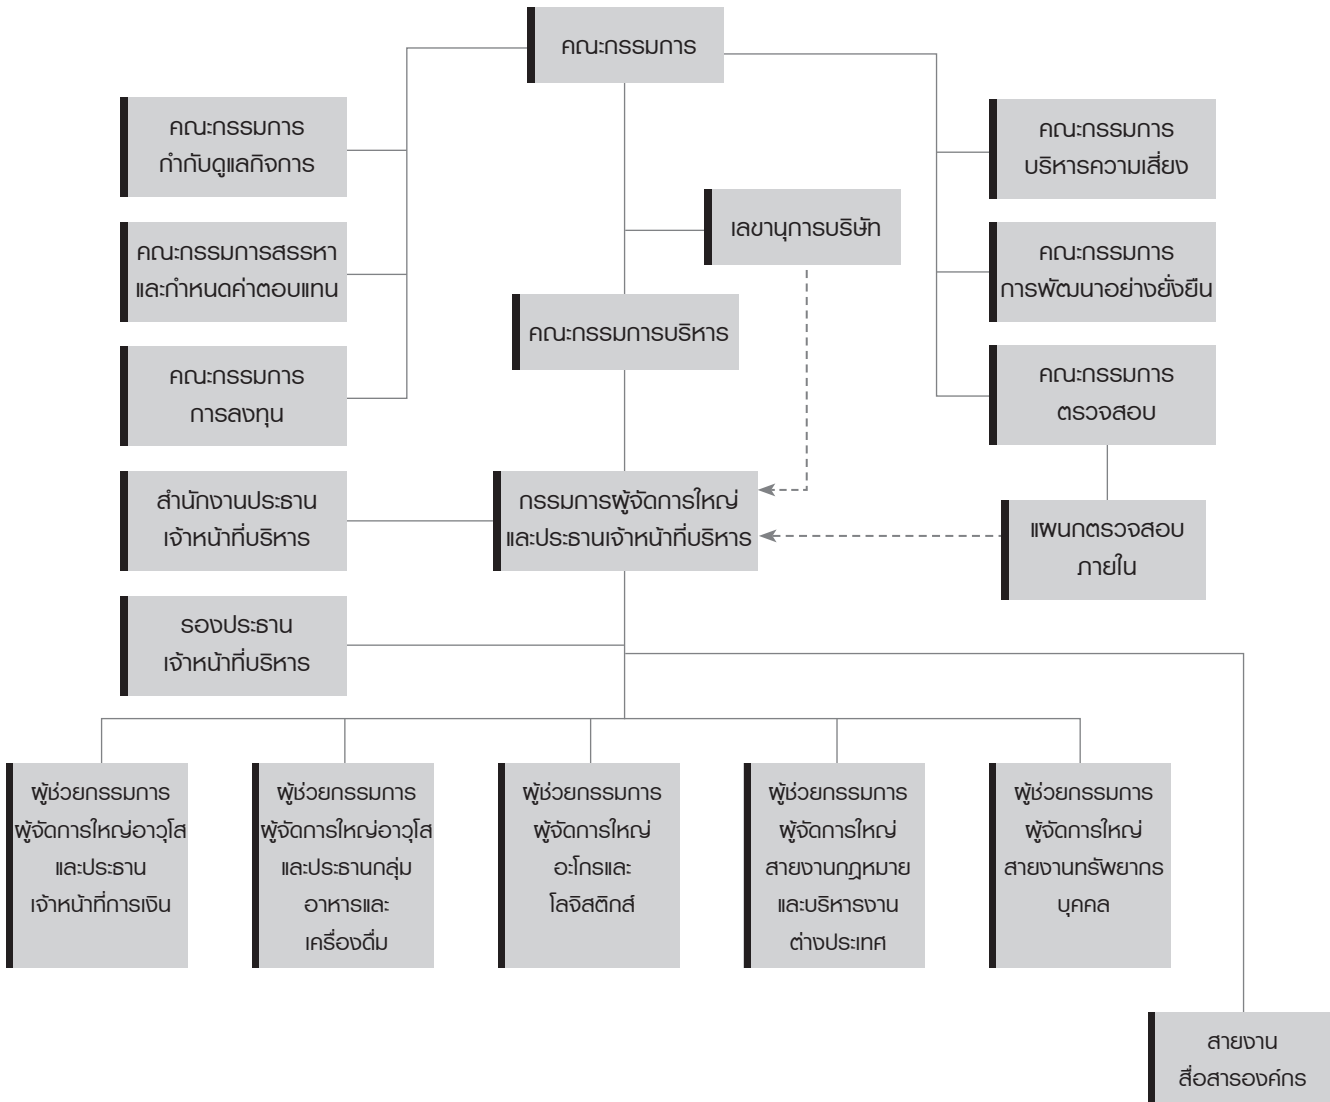 คณะกรรมการ
คณะกรรมการ
กำกับดูแลกิจการ
คณะกรรมการ
บริหารความเสี่ยง
เลขานุการบริษัท
คณะกรรมการสรรหา
และกำหนดค่าตอบแทน
คณะกรรมการ
การพัฒนาอย่างยั่งยืน
คณะกรรมการบริหาร
คณะกรรมการ
การลงทุน
คณะกรรมการ
ตรวจสอบ
สำนักงานประธาน
เจ้าหน้าที่บริหาร
กรรมการผู้จัดการใหญ่
และประธานเจ้าหน้าที่บริหาร
แผนกตรวจสอบ
ภายใน
รองประธาน
เจ้าหน้าที่บริหาร
ผู้ช่วยกรรมการ
ผู้จัดการใหญ่อาวุโส
และประธาน
เจ้าหน้าที่การเงิน
ผู้ช่วยกรรมการ
ผู้จัดการใหญ่อาวุโส
และประธานกลุ่ม
อาหารและ
เครื่องดื่ม
ผู้ช่วยกรรมการ
ผู้จัดการใหญ่
อะโกรและ
โลจิสติกส์
ผู้ช่วยกรรมการ
ผู้จัดการใหญ่
สายงานกฎหมาย
และบริหารงาน
ต่างประเทศ
ผู้ช่วยกรรมการ
ผู้จัดการใหญ่
สายงานทรัพยากร
บุคคล
สายงาน
สื่อสารองค์กร